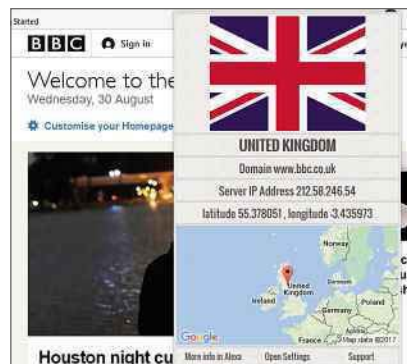 Started
BBC Sign in
Welcome to the
Wednesday, 30 August
Customise your Homepage
Houston night cu
UNITED KINGDOM
Domain www.bbc.co.uk
Server IP Address 212.58.246.54
latitude 55.378051 , longitude -3.435973
Norway
United
Kingdom
Denmark
Ireland
Poland
Germany
France
Austria
Google
Map data ©2017
More info in Alexa Open Settings Support